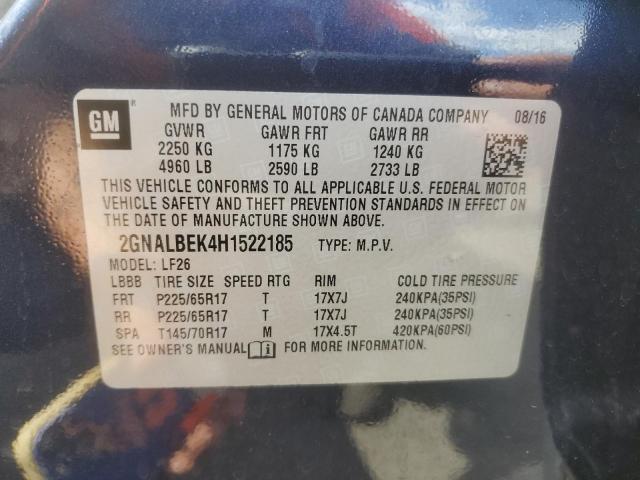 GM ®
MFD BY GENERAL MOTORS OF CANADA COMPANY 08/16
GVWR GAWR FRT GAWR RR
2250 KG 1175 KG 1240 KG
4960 LB 2590 LB 2733 LB
THIS VEHICLE CONFORMS TO ALL APPLICABLE U.S. FEDERAL MOTOR
VEHICLE SAFETY AND THEFT PREVENTION STANDARDS IN EFFECT ON
THE DATE OF MANUFACTURE SHOWN ABOVE.
2GNALBEK4H1522185 TYPE: M.P.V.
MODEL: LF26
LBBB TIRE SIZE SPEED RTG RIM COLD TIRE PRESSURE
FRT P225/65R17 T 17X7J 240KPA(35PSI)
RR P225/65R17 T 17X7J 240KPA(35PSI)
SPA T145/70R17 M 17X4.5T 420KPA(60PSI)
SEE OWNER'S MANUAL FOR MORE INFORMATION.